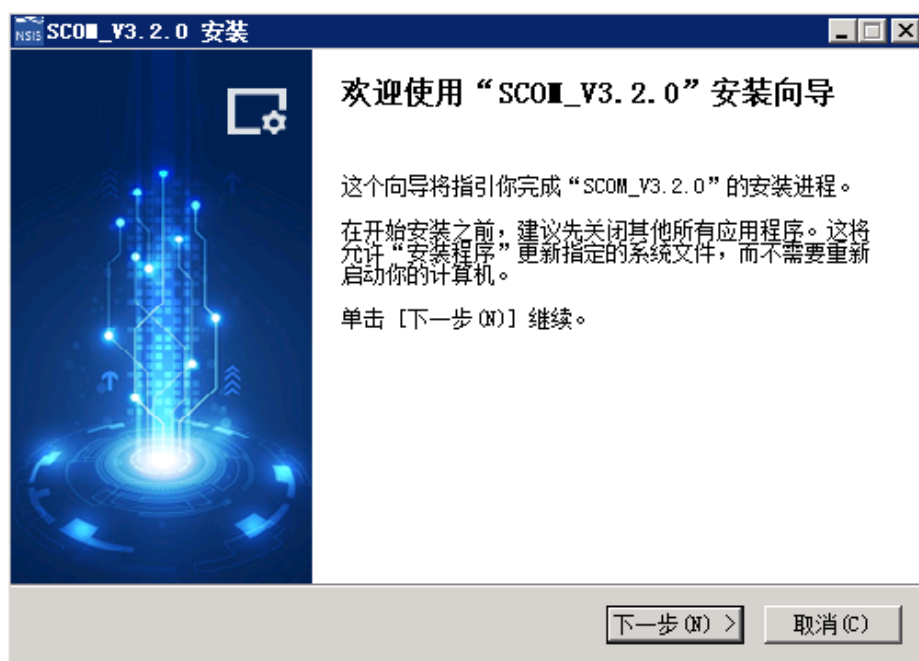 NSIS SCOM_V3.2.0 安装
欢迎使用“SCOM_V3.2.0”安装向导
这个向导将指引你完成“SCOM_V3.2.0”的安装进程。
在开始安装之前，建议先关闭其他所有应用程序。这将
允许“安装程序”更新指定的系统文件，而不需要重新
启动你的计算机。
单击 [下一步(N)] 继续。
下一步(N) >
取消(C)